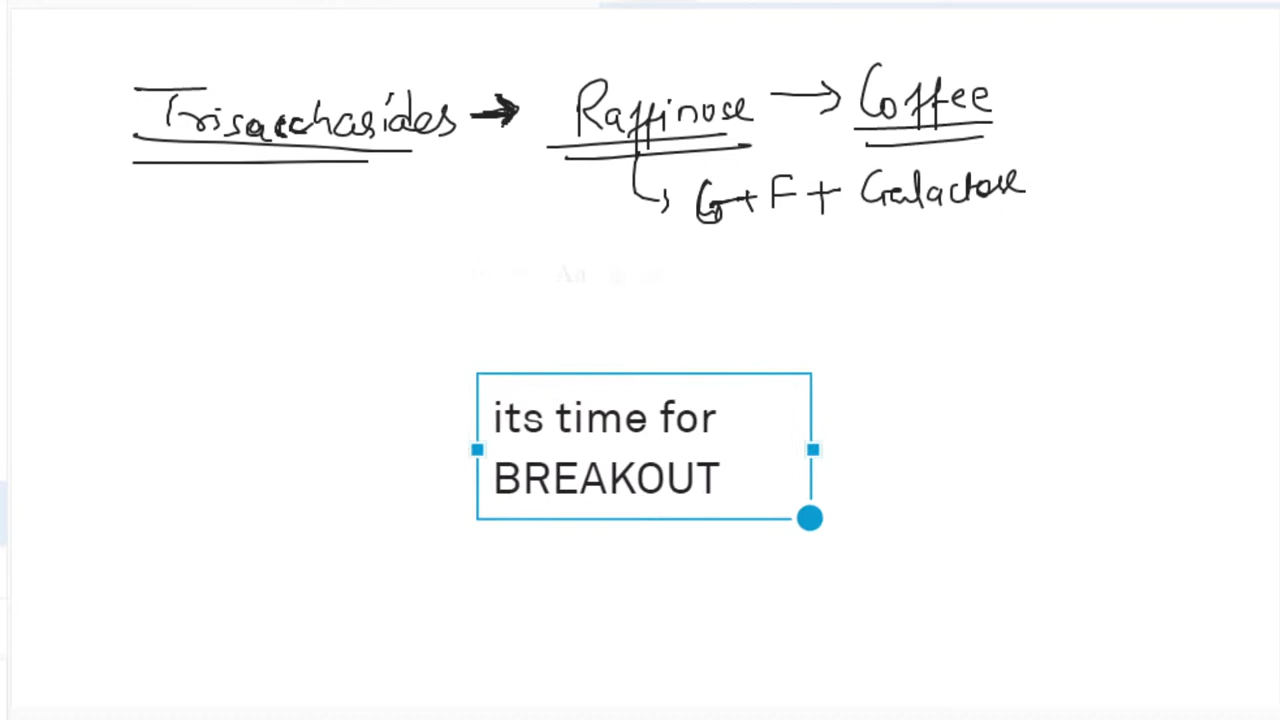 Trisaccharides → Raffinose → Coffee
↳ G + F + Galactose
its time for
BREAKOUT